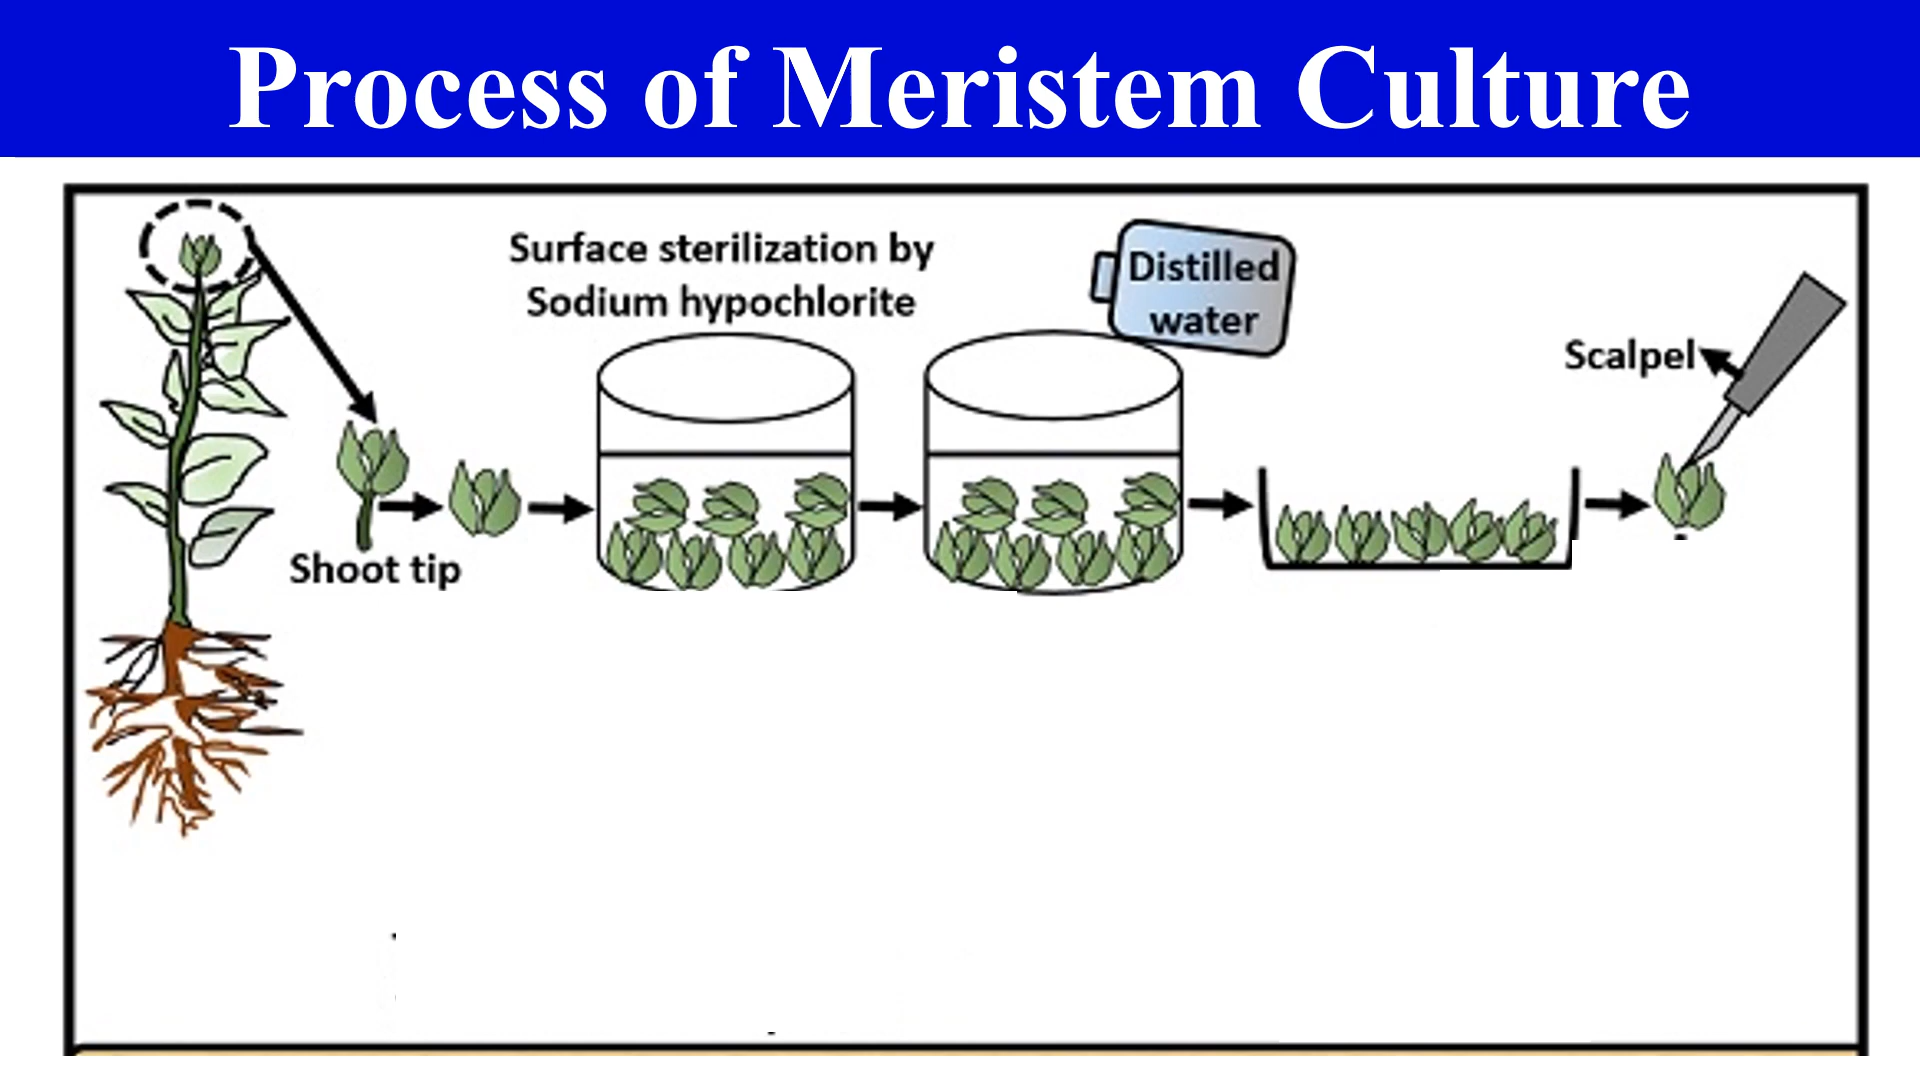 Process of Meristem Culture
Surface sterilization by
Sodium hypochlorite
Distilled
water
Scalpel
Shoot tip